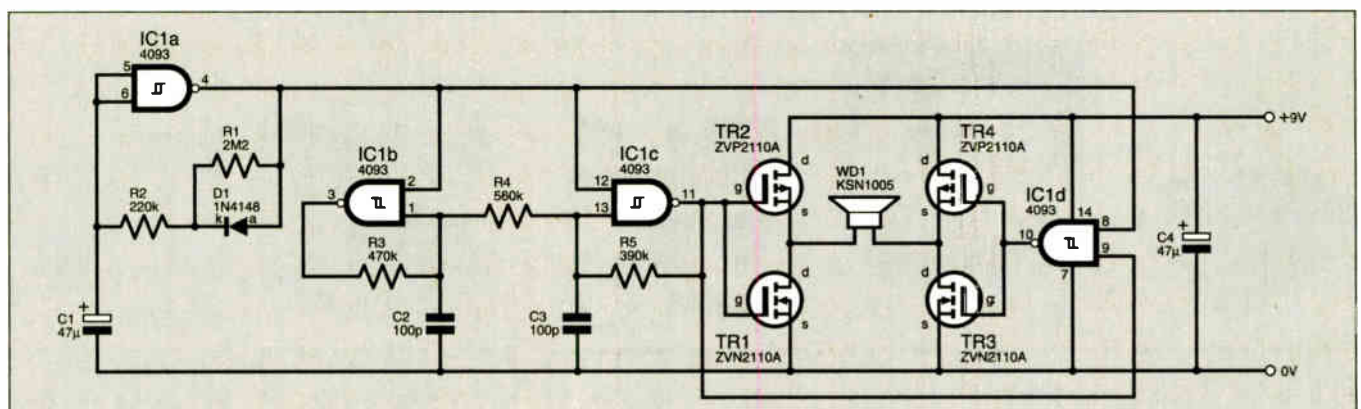 IC1a
4093
5
6
4
R1
2M2
R2
220k
D1
1N4148
k
a
C1
47µ
+
IC1b
4093
3
2
1
R3
470k
R4
560k
C2
100p
C3
100p
IC1c
4093
12
13
11
R5
390k
TR2
ZVP2110A
g
d
s
TR1
ZVN2110A
g
d
s
WD1
KSN1005
TR4
ZVP2110A
d
g
s
TR3
ZVN2110A
d
g
s
IC1d
4093
10
14
8
9
7
C4
47µ
+
+9V
0V